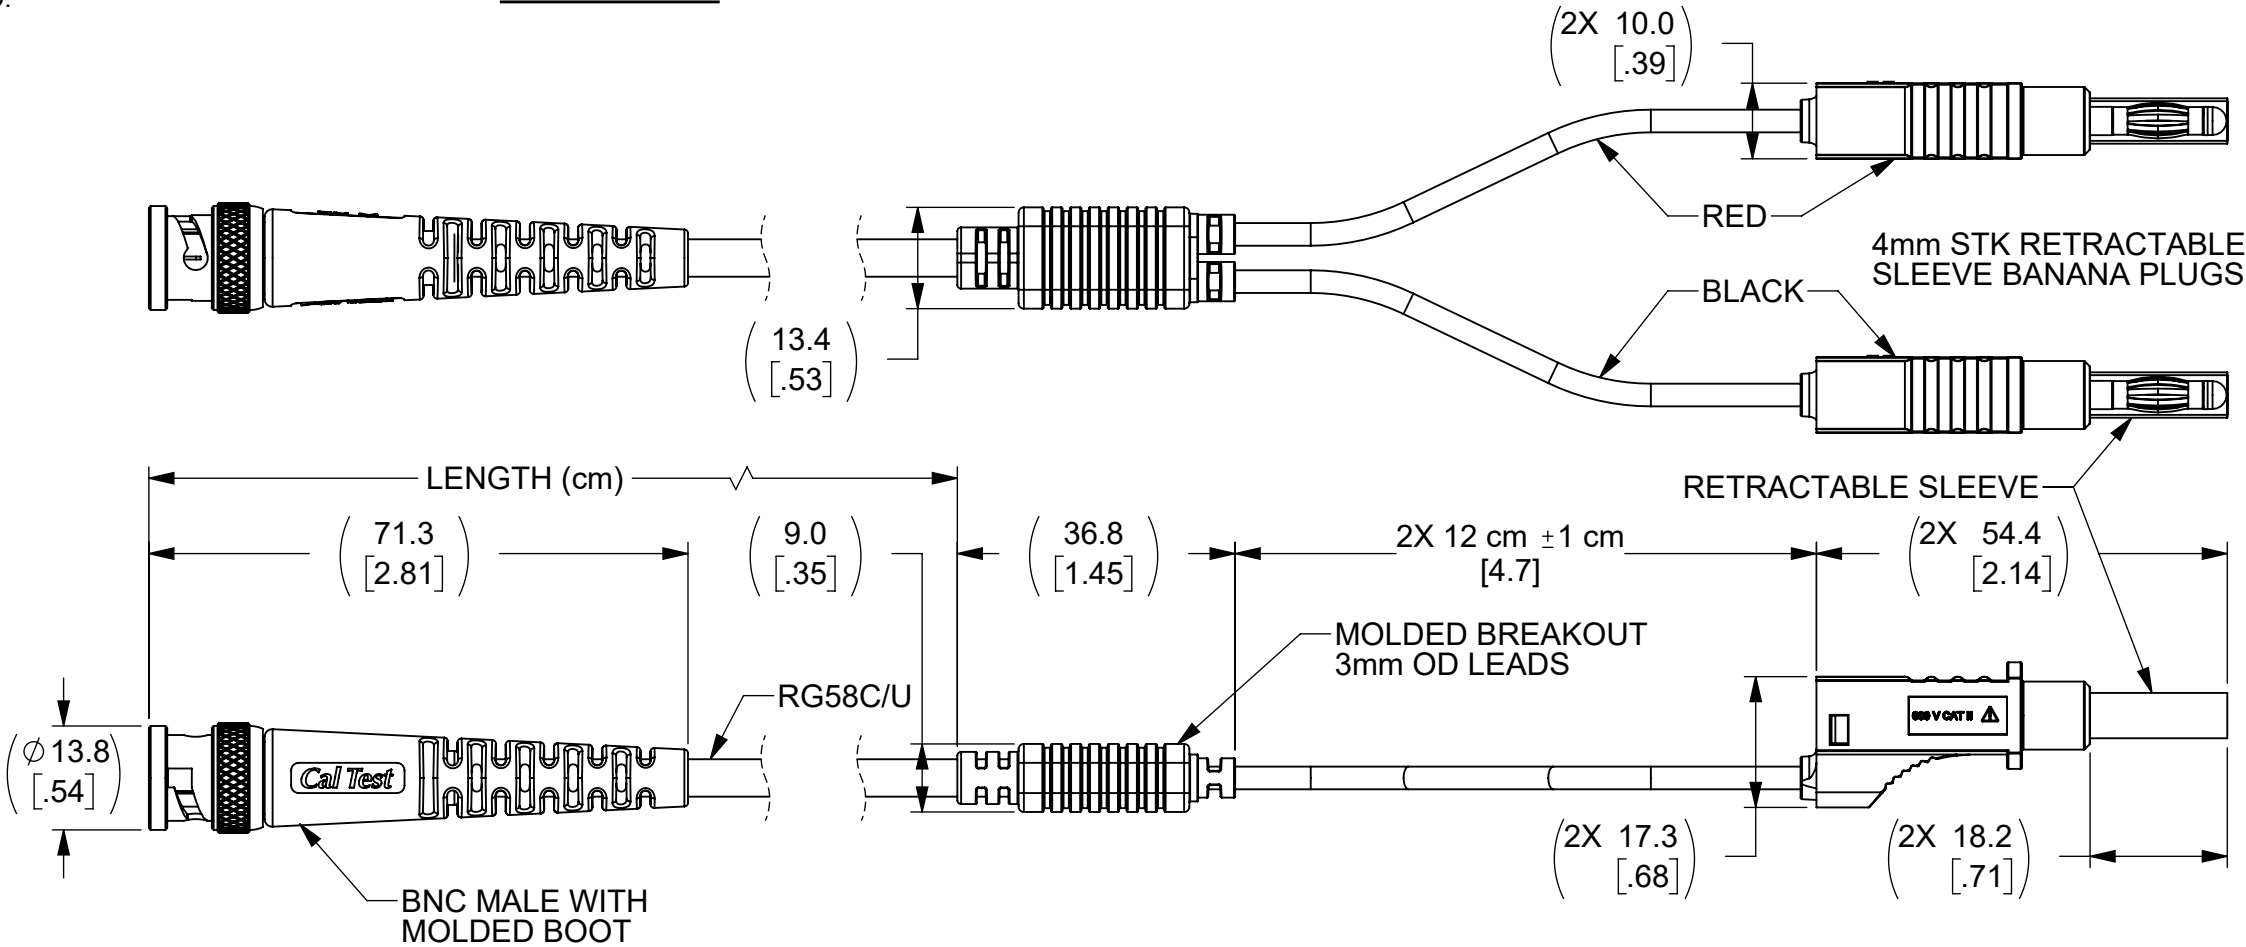 2X 10.0
[.39]
RED
4mm STK RETRACTABLE
SLEEVE BANANA PLUGS
BLACK
13.4
[.53]
LENGTH (cm)
RETRACTABLE SLEEVE
71.3
[2.81]
9.0
[.35]
36.8
[1.45]
2X 12 cm ±1 cm
[4.7]
2X 54.4
[2.14]
MOLDED BREAKOUT
3mm OD LEADS
RG58C/U
V CAT II
⌀ 13.8
[.54]
Cal Test
2X 17.3
[.68]
2X 18.2
[.71]
BNC MALE WITH
MOLDED BOOT